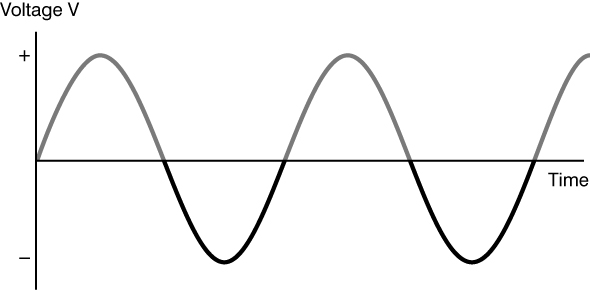 Voltage V
+
Time
–